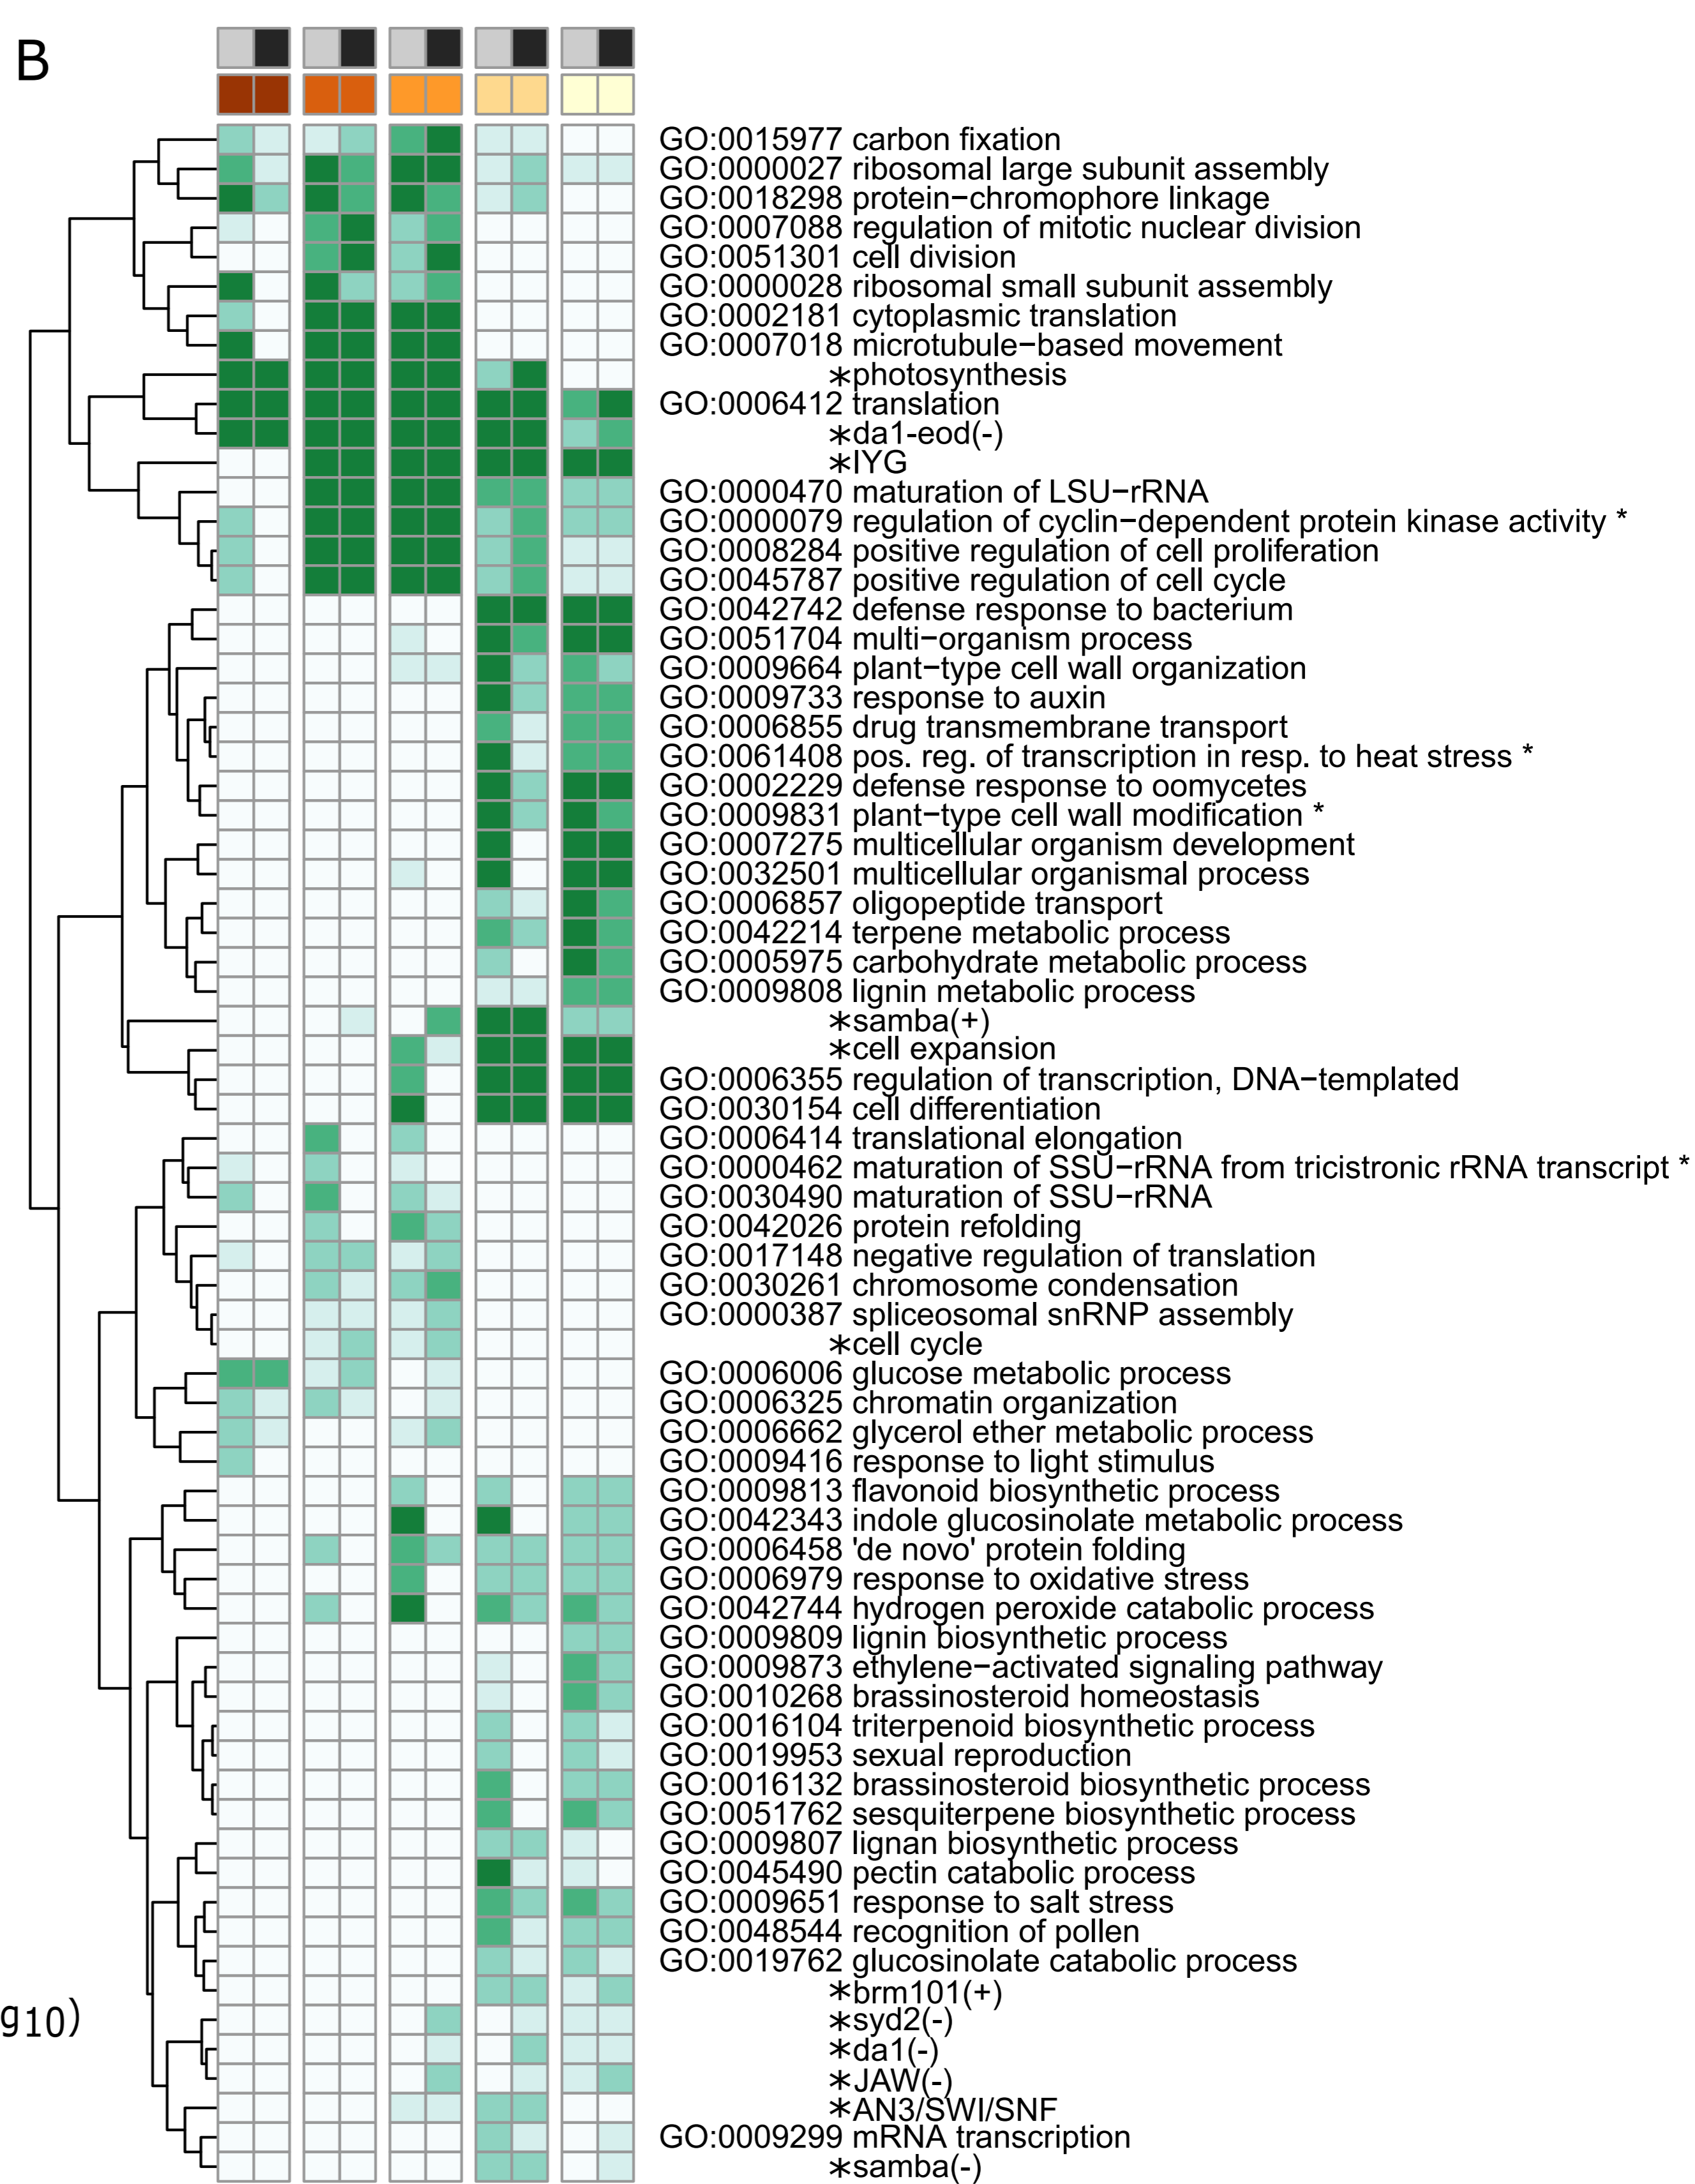 B
GO:0015977 carbon fixation
GO:0000027 ribosomal large subunit assembly
GO:0018298 protein−chromophore linkage
GO:0007088 regulation of mitotic nuclear division
GO:0051301 cell division
GO:0000028 ribosomal small subunit assembly
GO:0002181 cytoplasmic translation
GO:0007018 microtubule−based movement
*photosynthesis
GO:0006412 translation
*da1-eod(-)
*IYG
GO:0000470 maturation of LSU−rRNA
GO:0000079 regulation of cyclin−dependent protein kinase activity *
GO:0008284 positive regulation of cell proliferation
GO:0045787 positive regulation of cell cycle
GO:0042742 defense response to bacterium
GO:0051704 multi−organism process
GO:0009664 plant−type cell wall organization
GO:0009733 response to auxin
GO:0006855 drug transmembrane transport
GO:0061408 pos. reg. of transcription in resp. to heat stress *
GO:0002229 defense response to oomycetes
GO:0009831 plant−type cell wall modification *
GO:0007275 multicellular organism development
GO:0032501 multicellular organismal process
GO:0006857 oligopeptide transport
GO:0042214 terpene metabolic process
GO:0005975 carbohydrate metabolic process
GO:0009808 lignin metabolic process
*samba(+)
*cell expansion
GO:0006355 regulation of transcription, DNA−templated
GO:0030154 cell differentiation
GO:0006414 translational elongation
GO:0000462 maturation of SSU−rRNA from tricistronic rRNA transcript *
GO:0030490 maturation of SSU−rRNA
GO:0042026 protein refolding
GO:0017148 negative regulation of translation
GO:0030261 chromosome condensation
GO:0000387 spliceosomal snRNP assembly
*cell cycle
GO:0006006 glucose metabolic process
GO:0006325 chromatin organization
GO:0006662 glycerol ether metabolic process
GO:0009416 response to light stimulus
GO:0009813 flavonoid biosynthetic process
GO:0042343 indole glucosinolate metabolic process
GO:0006458 'de novo' protein folding
GO:0006979 response to oxidative stress
GO:0042744 hydrogen peroxide catabolic process
GO:0009809 lignin biosynthetic process
GO:0009873 ethylene−activated signaling pathway
GO:0010268 brassinosteroid homeostasis
GO:0016104 triterpenoid biosynthetic process
GO:0019953 sexual reproduction
GO:0016132 brassinosteroid biosynthetic process
GO:0051762 sesquiterpene biosynthetic process
GO:0009807 lignan biosynthetic process
GO:0045490 pectin catabolic process
GO:0009651 response to salt stress
GO:0048544 recognition of pollen
GO:0019762 glucosinolate catabolic process
*brm101(+)
g10)
*syd2(-)
*da1(-)
*JAW(-)
*AN3/SWI/SNF
GO:0009299 mRNA transcription
*samba(-)